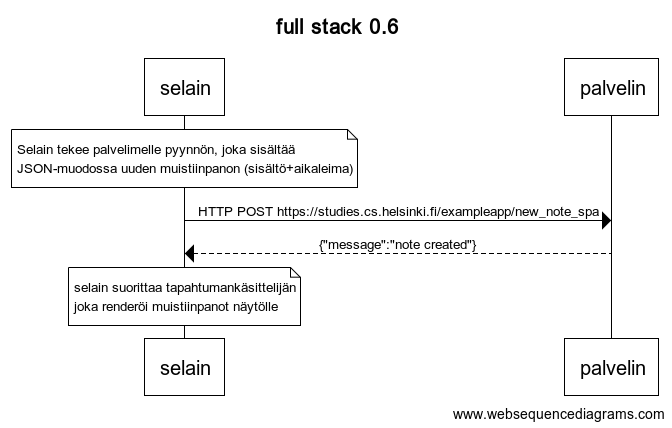 full stack 0.6
selain
palvelin
Selain tekee palvelimelle pyynnön, joka sisältää
JSON-muodossa uuden muistiinpanon (sisältö+aikaleima)
HTTP POST https://studies.cs.helsinki.fi/exampleapp/new_note_spa
{"message":"note created"}
selain suorittaa tapahtumankäsittelijän
joka renderöi muistiinpanot näytölle
selain
palvelin
www.websequencediagrams.com